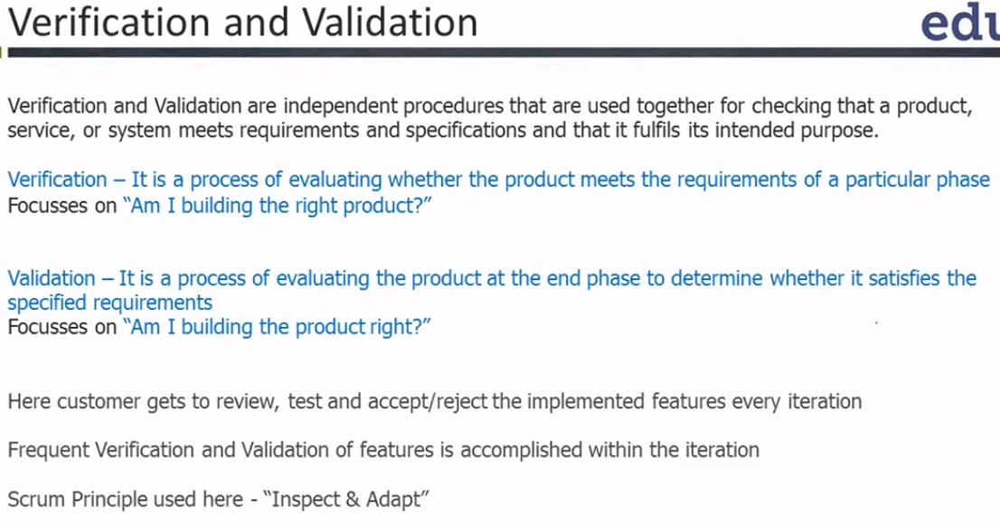 Verification and Validation
edu
Verification and Validation are independent procedures that are used together for checking that a product,
service, or system meets requirements and specifications and that it fulfils its intended purpose.
Verification – It is a process of evaluating whether the product meets the requirements of a particular phase
Focusses on “Am I building the right product?”
Validation – It is a process of evaluating the product at the end phase to determine whether it satisfies the
specified requirements
Focusses on “Am I building the product right?”
Here customer gets to review, test and accept/reject the implemented features every iteration
Frequent Verification and Validation of features is accomplished within the iteration
Scrum Principle used here - “Inspect & Adapt”